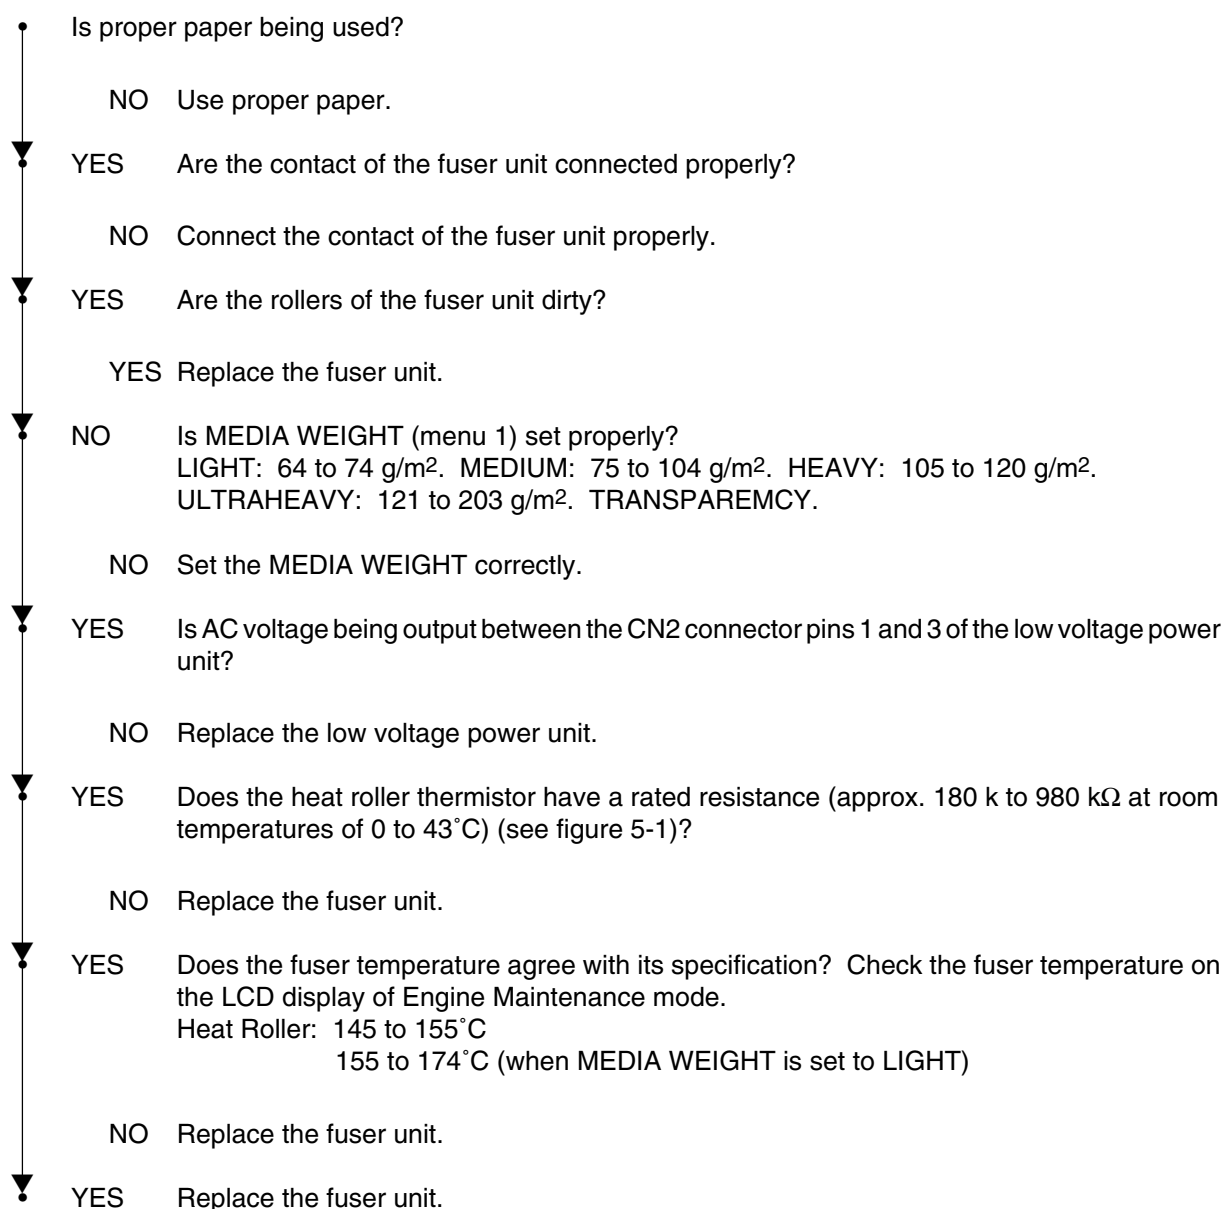 Is proper paper being used?
NO Use proper paper.
YES Are the contact of the fuser unit connected properly?
NO Connect the contact of the fuser unit properly.
YES Are the rollers of the fuser unit dirty?
YES Replace the fuser unit.
NO Is MEDIA WEIGHT (menu 1) set properly?
LIGHT: 64 to 74 g/m². MEDIUM: 75 to 104 g/m². HEAVY: 105 to 120 g/m².
ULTRAHEAVY: 121 to 203 g/m². TRANSPAREMCY.
NO Set the MEDIA WEIGHT correctly.
YES Is AC voltage being output between the CN2 connector pins 1 and 3 of the low voltage power
unit?
NO Replace the low voltage power unit.
YES Does the heat roller thermistor have a rated resistance (approx. 180 k to 980 kΩ at room
temperatures of 0 to 43˚C) (see figure 5-1)?
NO Replace the fuser unit.
YES Does the fuser temperature agree with its specification? Check the fuser temperature on
the LCD display of Engine Maintenance mode.
Heat Roller: 145 to 155˚C
155 to 174˚C (when MEDIA WEIGHT is set to LIGHT)
NO Replace the fuser unit.
YES Replace the fuser unit.